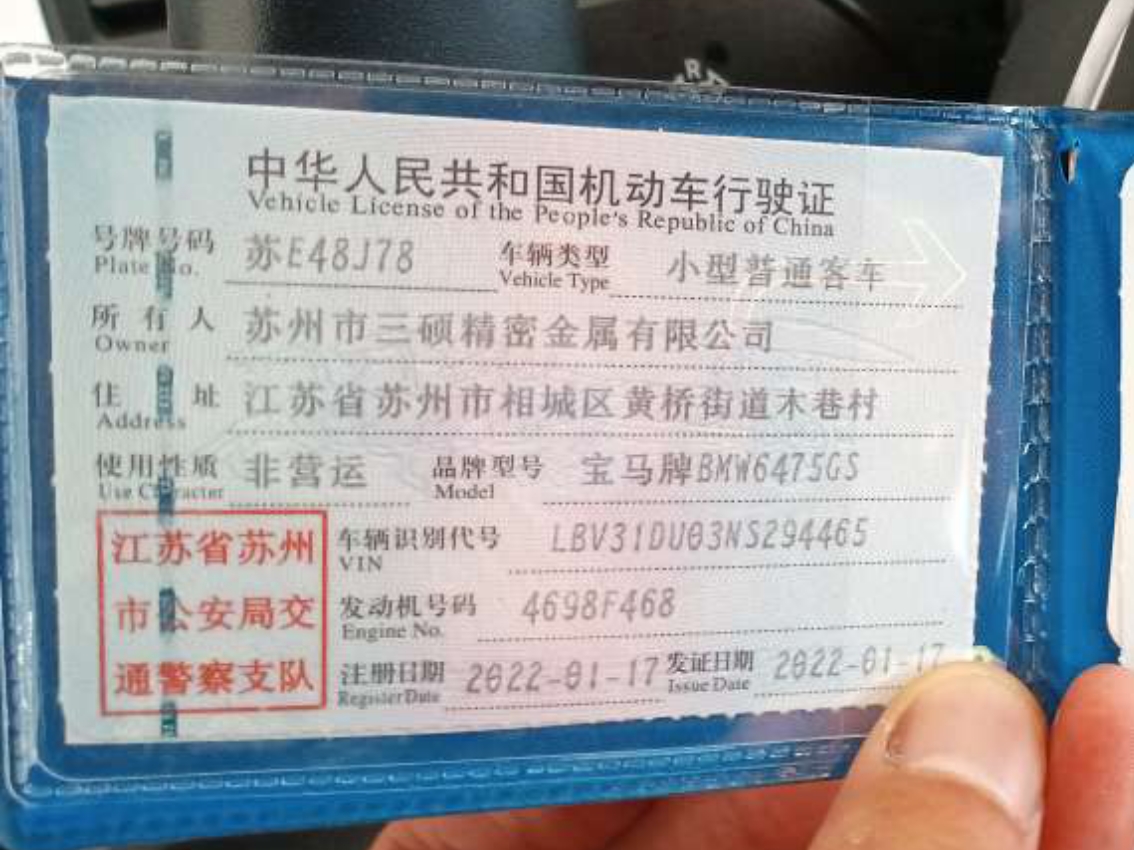 中华人民共和国机动车行驶证
Vehicle License of the People's Republic of China
号牌号码 苏E48J78 车辆类型 小型普通客车
Plate No. Vehicle Type
所有人 苏州市三硕精密金属有限公司
Owner
住址 江苏省苏州市相城区黄桥街道木巷村
Address
使用性质 非营运 品牌型号 宝马牌BMW6475GS
Use Character Model
江苏省苏州 车辆识别代号 LBV31DU03NS294465
VIN
市公安局交 发动机号码 4698F468
Engine No.
通警察支队 注册日期 2022-01-17 发证日期 2022-01-17
Register Date Issue Date